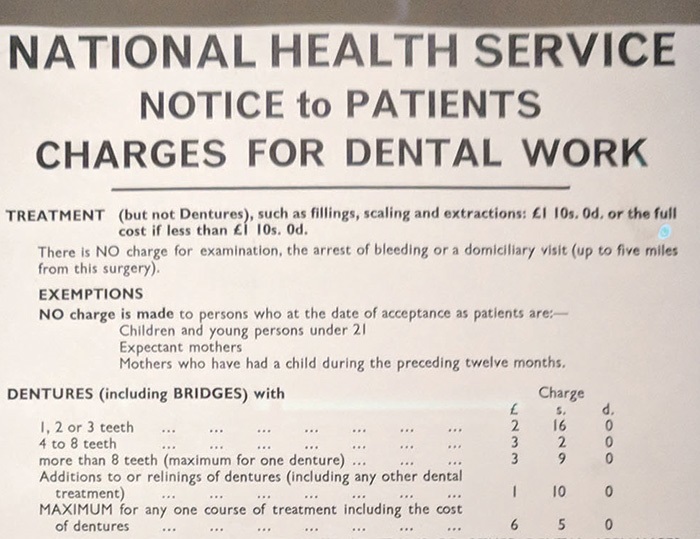 NATIONAL HEALTH SERVICE
NOTICE to PATIENTS
CHARGES FOR DENTAL WORK
TREATMENT (but not Dentures), such as fillings, scaling and extractions: £1 10s. 0d. or the full
cost if less than £1 10s. 0d.
There is NO charge for examination, the arrest of bleeding or a domiciliary visit (up to five miles
from this surgery).
EXEMPTIONS
NO charge is made to persons who at the date of acceptance as patients are:—
Children and young persons under 21
Expectant mothers
Mothers who have had a child during the preceding twelve months.
DENTURES (including BRIDGES) with Charge
£ s. d.
1, 2 or 3 teeth ... ... ... ... ... ... ... 2 16 0
4 to 8 teeth ... ... ... ... ... ... ... 3 2 0
more than 8 teeth (maximum for one denture) ... ... ... 3 9 0
Additions to or relinings of dentures (including any other dental
treatment) ... ... ... ... ... ... ... 1 10 0
MAXIMUM for any one course of treatment including the cost
of dentures ... ... ... ... ... ... ... 6 5 0